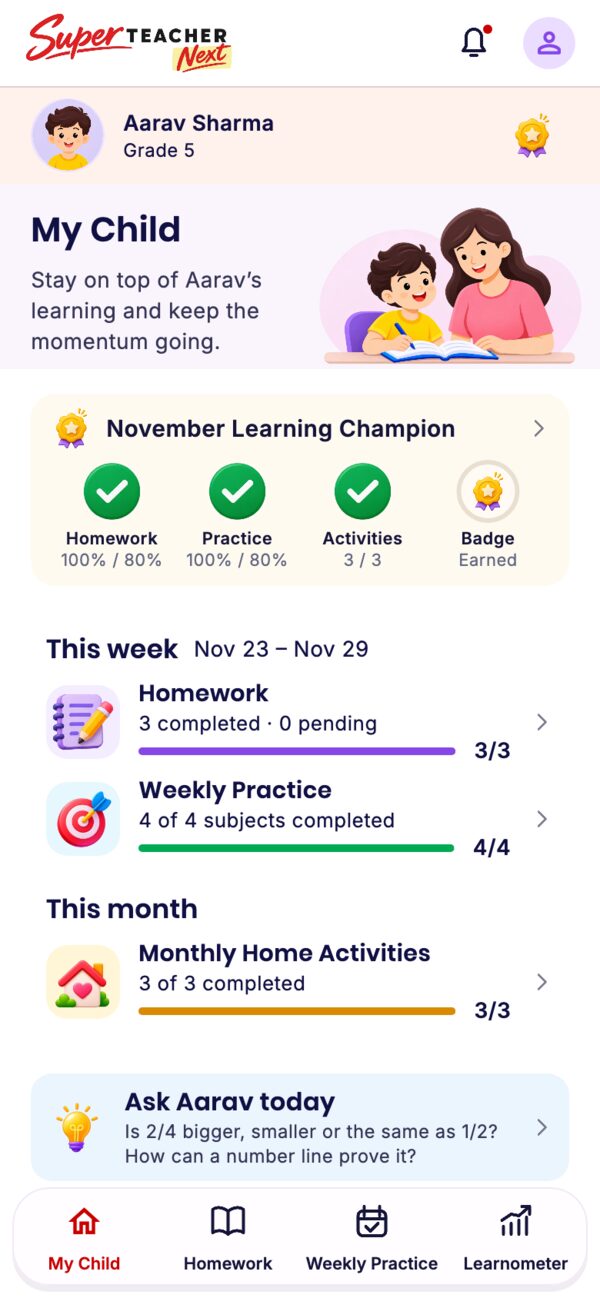 Super TEACHER
Next
Aarav Sharma
Grade 5
My Child
Stay on top of Aarav’s
learning and keep the
momentum going.
November Learning Champion
Homework
100% / 80%
Practice
100% / 80%
Activities
3 / 3
Badge
Earned
This week Nov 23 – Nov 29
Homework
3 completed · 0 pending
3/3
Weekly Practice
4 of 4 subjects completed
4/4
This month
Monthly Home Activities
3 of 3 completed
3/3
Ask Aarav today
Is 2/4 bigger, smaller or the same as 1/2?
How can a number line prove it?
My Child
Homework
Weekly Practice
Learnometer